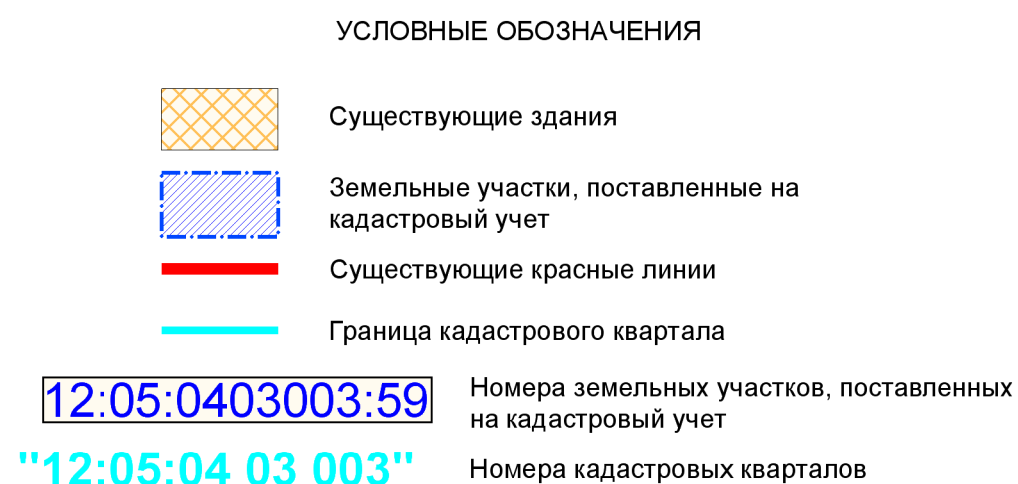 УСЛОВНЫЕ ОБОЗНАЧЕНИЯ
Существующие здания
Земельные участки, поставленные на
кадастровый учет
Существующие красные линии
Граница кадастрового квартала
12:05:0403003:59
Номера земельных участков, поставленных
на кадастровый учет
"12:05:04 03 003"
Номера кадастровых кварталов